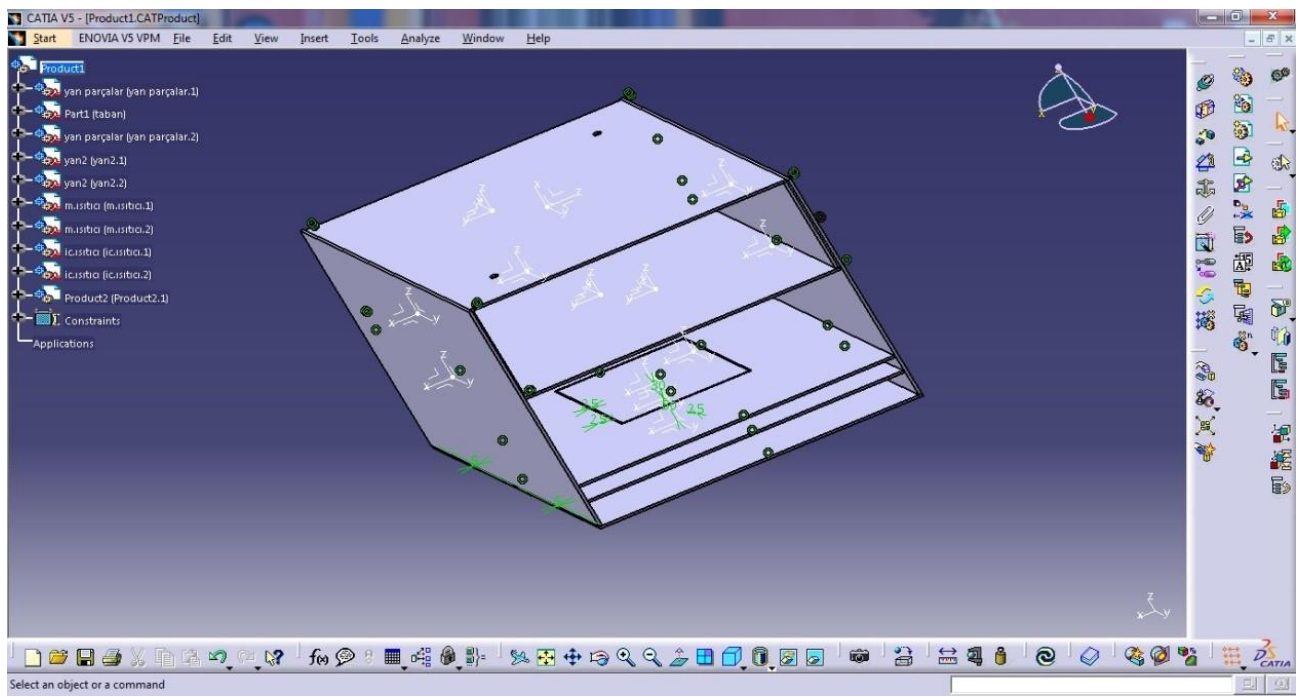 CATIA V5 - [Product1.CATProduct]
Start ENOVIA V5 VPM File Edit View Insert Tools Analyze Window Help
Product1
yan parçalar (yan parçalar.1)
Part1 (taban)
yan parçalar (yan parçalar.2)
yan2 (yan2.1)
yan2 (yan2.2)
m.ısıtıcı (m.ısıtıcı.1)
m.ısıtıcı (m.ısıtıcı.2)
ic.ısıtıcı (ic.ısıtıcı.1)
ic.ısıtıcı (ic.ısıtıcı.2)
Product2 (Product2.1)
Constraints
Applications
25
25
25
z
y
f(x)
CATIA
Select an object or a command